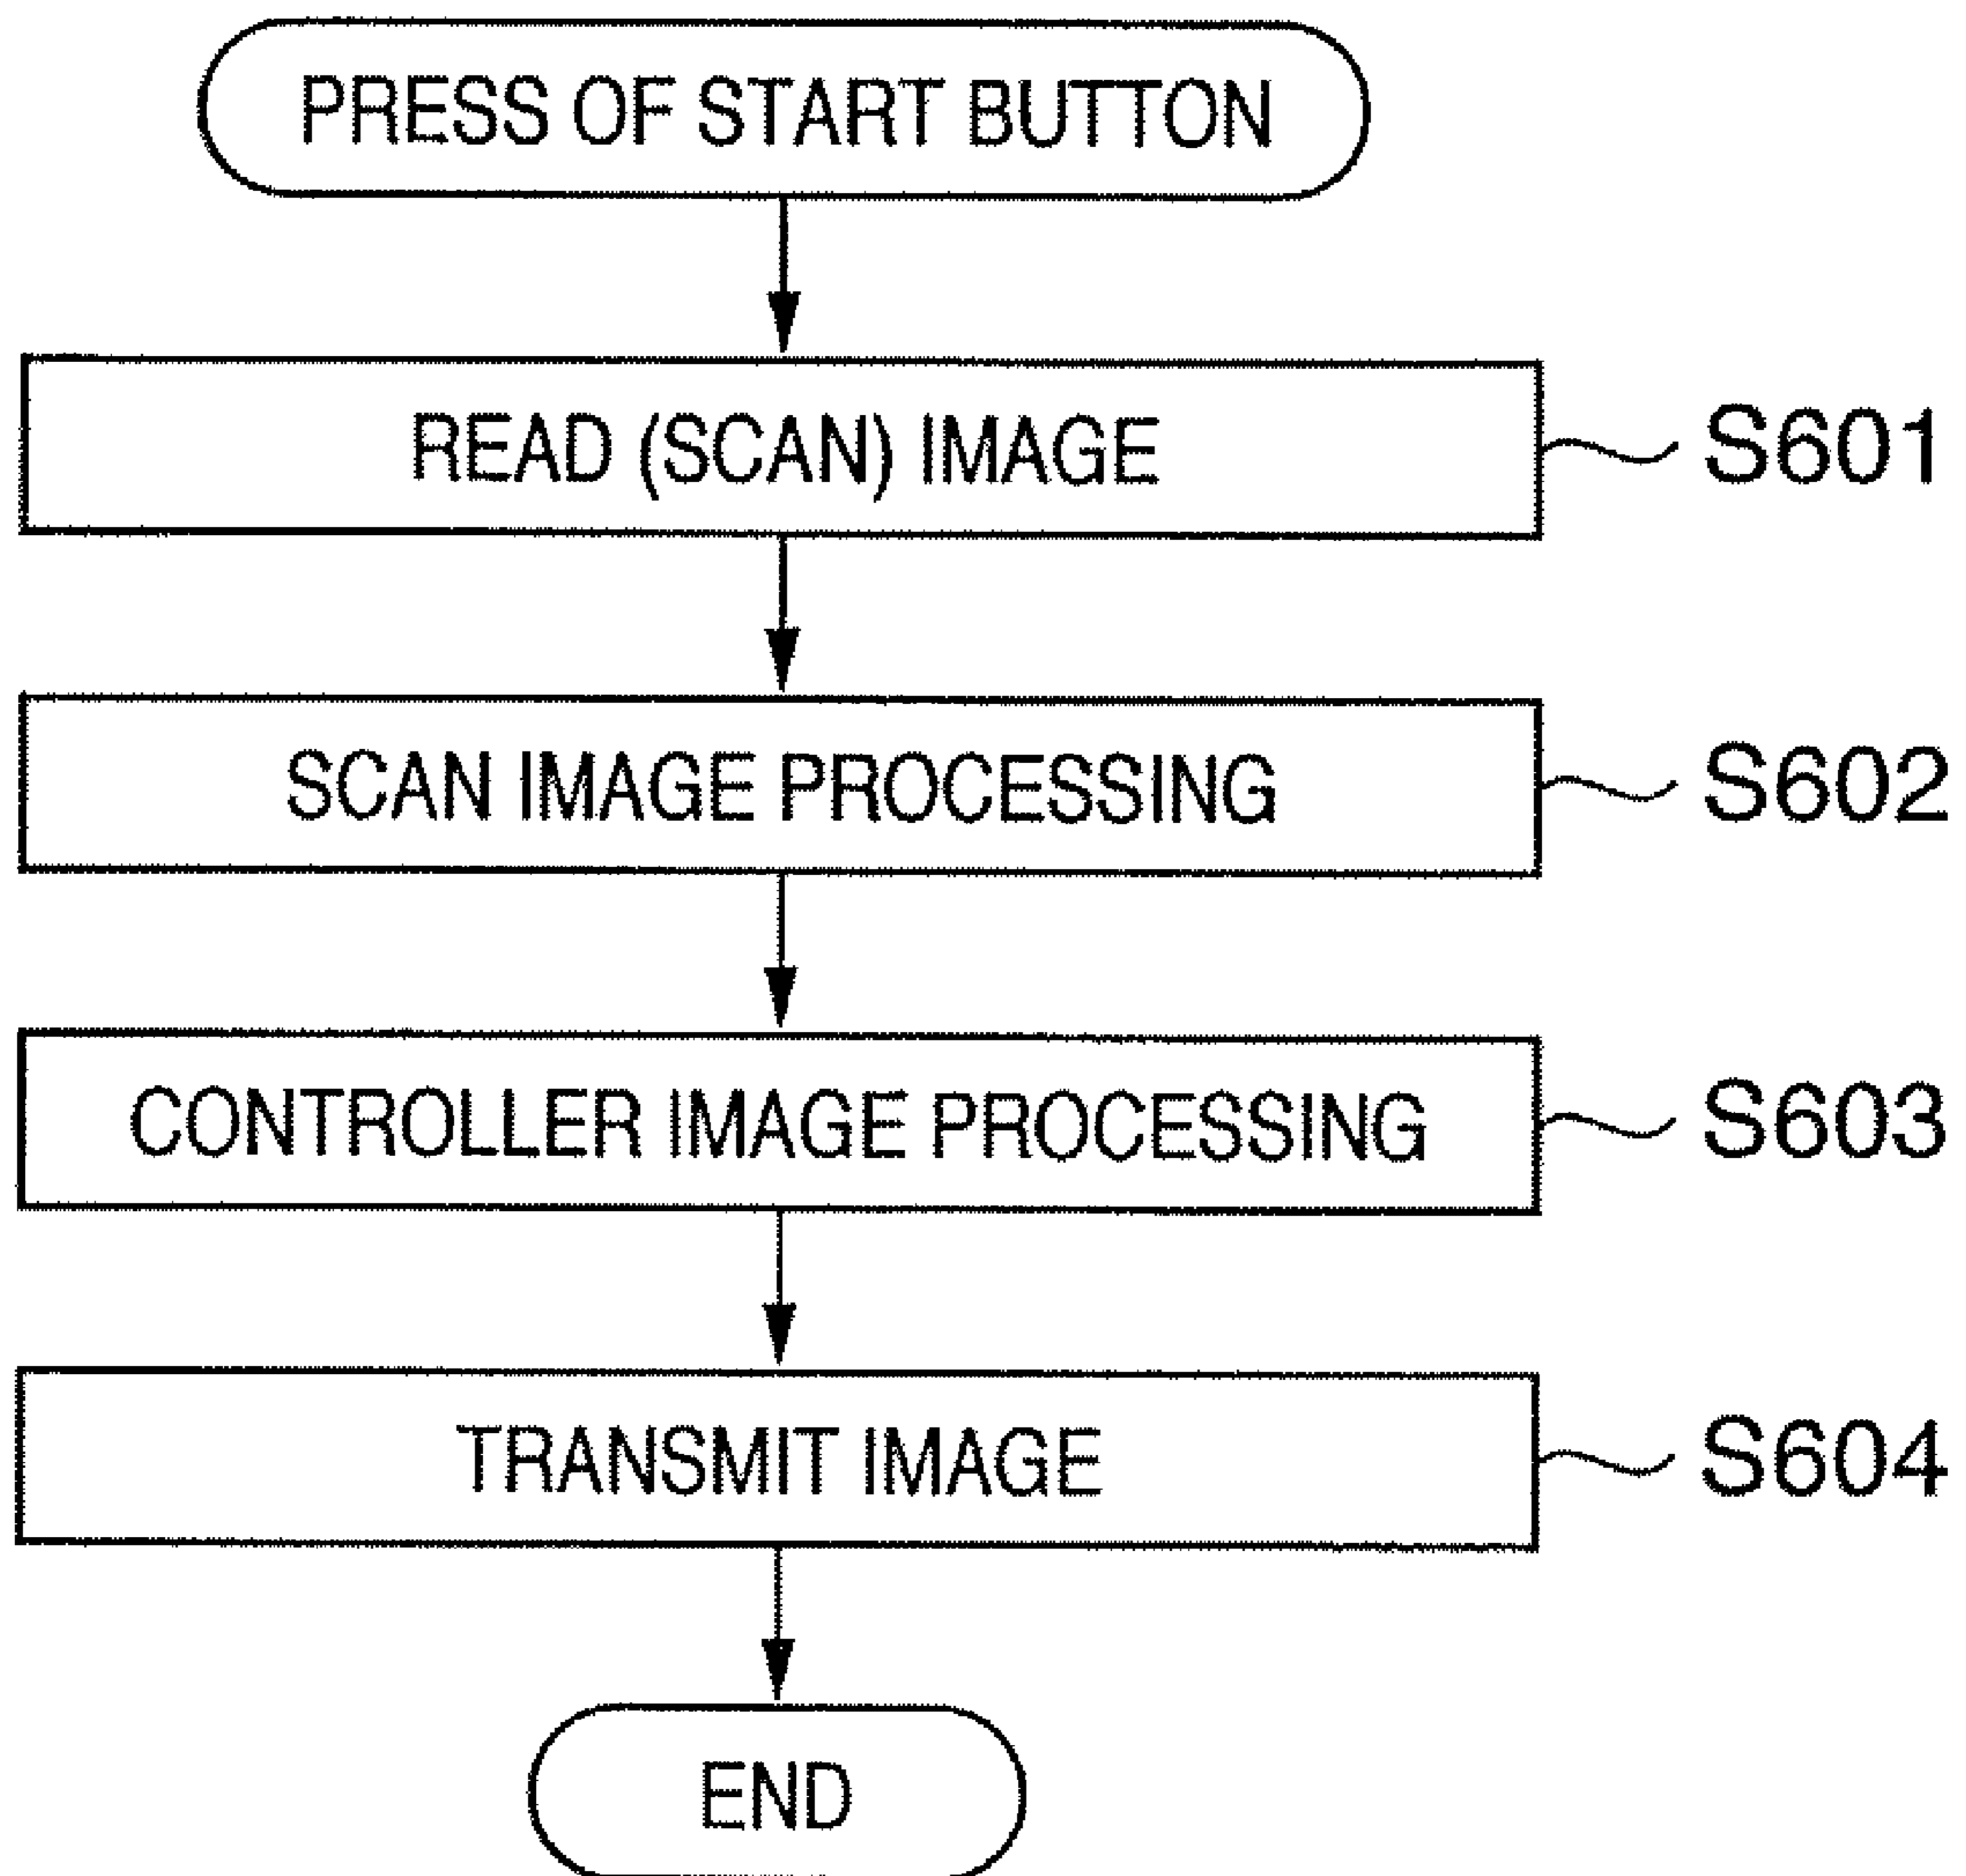 PRESS OF START BUTTON
READ (SCAN) IMAGE
S601
SCAN IMAGE PROCESSING
S602
CONTROLLER IMAGE PROCESSING
S603
TRANSMIT IMAGE
S604
END